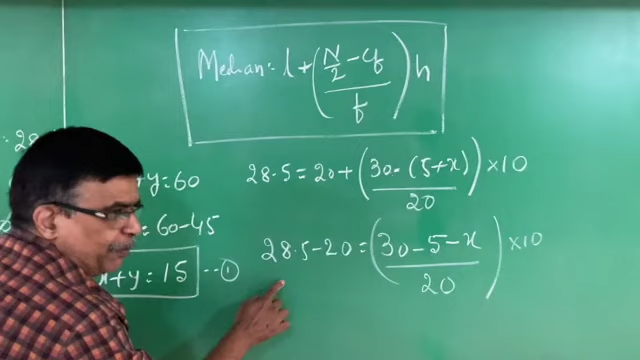 Median = l + ((N/2 - cf)/f) h
: 28
+y = 60
= 60-45
x+y = 15 --- ①
28.5 = 20 + ((30-(5+x))/20) ×10
28.5-20 = ((30-5-x)/20) ×10